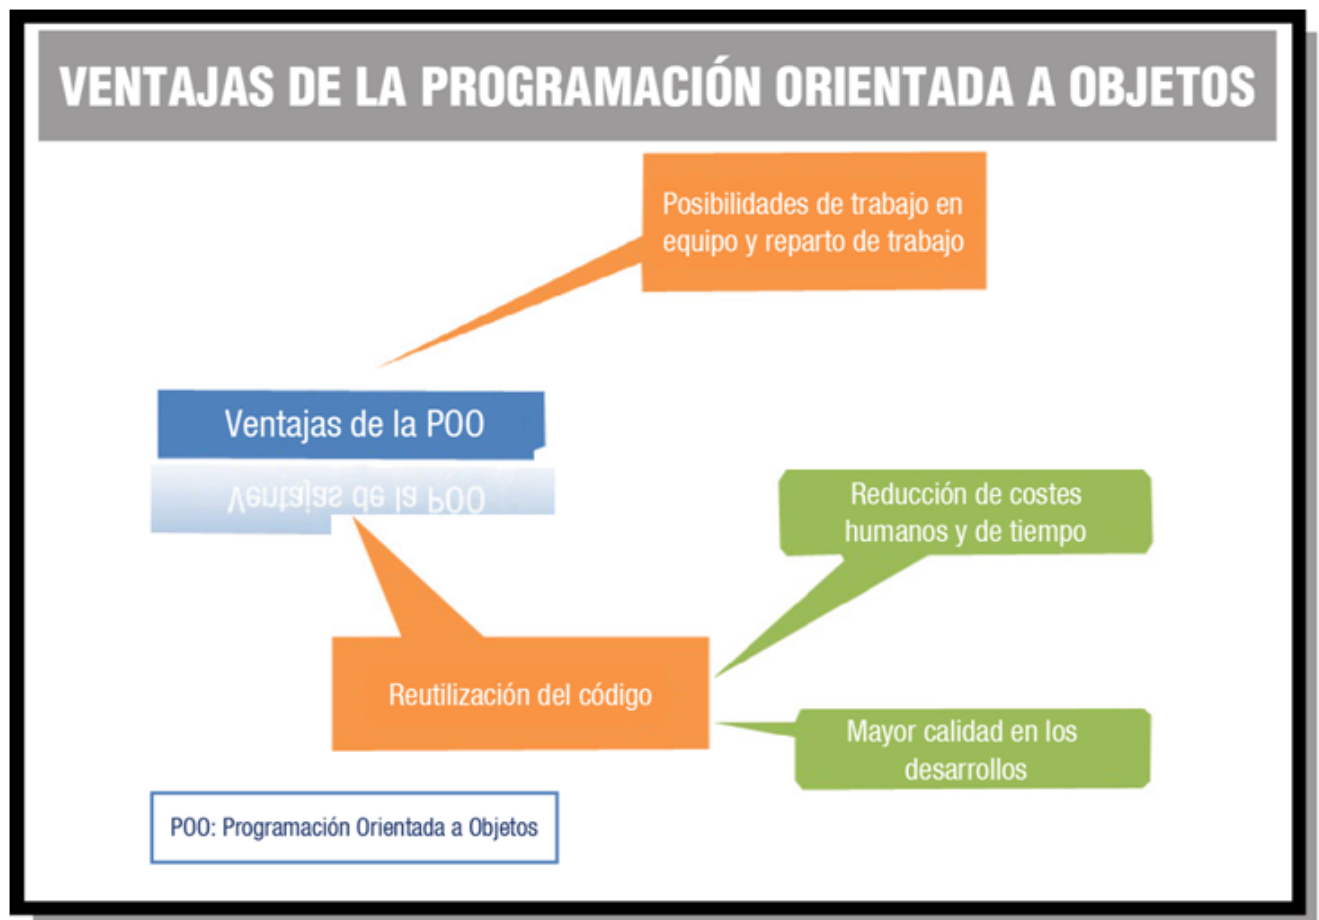 VENTAJAS DE LA PROGRAMACIÓN ORIENTADA A OBJETOS
Posibilidades de trabajo en
equipo y reparto de trabajo
Ventajas de la POO
Ventajas de la POO
Reducción de costes
humanos y de tiempo
Reutilización del código
Mayor calidad en los
desarrollos
POO: Programación Orientada a Objetos